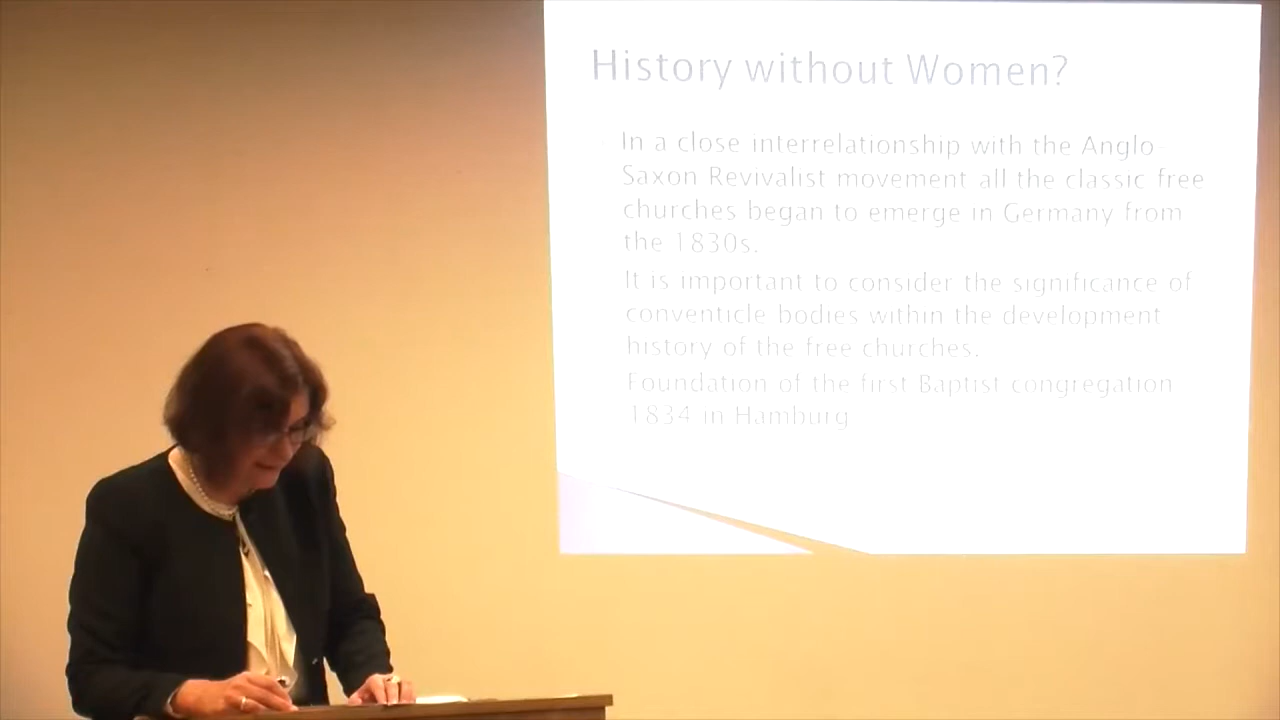 History without Women?
In a close interrelationship with the Anglo-
Saxon Revivalist movement all the classic free
churches began to emerge in Germany from
the 1830s.
It is important to consider the significance of
conventicle bodies within the development
history of the free churches.
Foundation of the first Baptist congregation
1834 in Hamburg